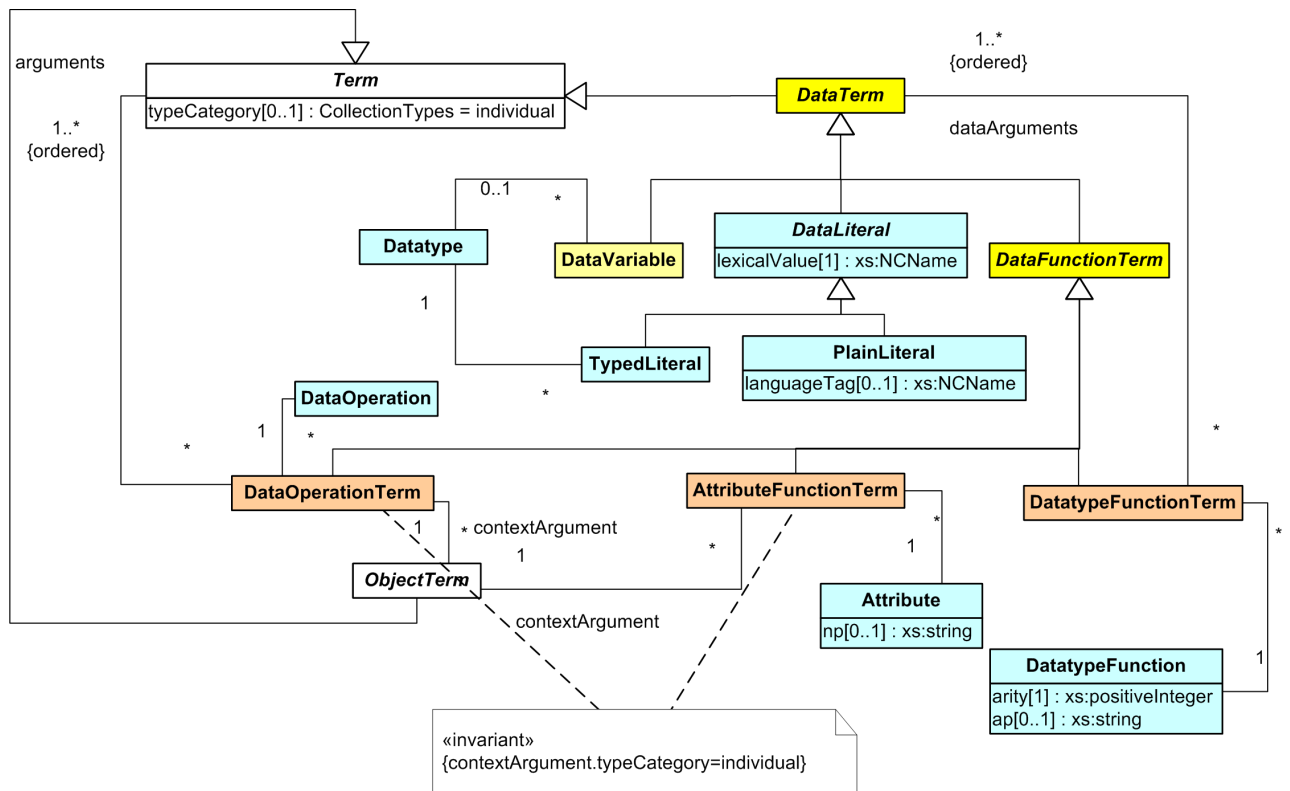 arguments
Term
typeCategory[0..1] : CollectionTypes = individual
1..*
{ordered}
DataTerm
1..*
{ordered}
dataArguments
0..1
*
Datatype
DataVariable
DataLiteral
lexicalValue[1] : xs:NCName
DataFunctionTerm
1
TypedLiteral
*
PlainLiteral
languageTag[0..1] : xs:NCName
DataOperation
1
*
*
*
DataOperationTerm
AttributeFunctionTerm
DatatypeFunctionTerm
1
* contextArgument
1
*
*
1
*
ObjectTerm
contextArgument
Attribute
np[0..1] : xs:string
1
DatatypeFunction
arity[1] : xs:positiveInteger
ap[0..1] : xs:string
«invariant»
{contextArgument.typeCategory=individual}